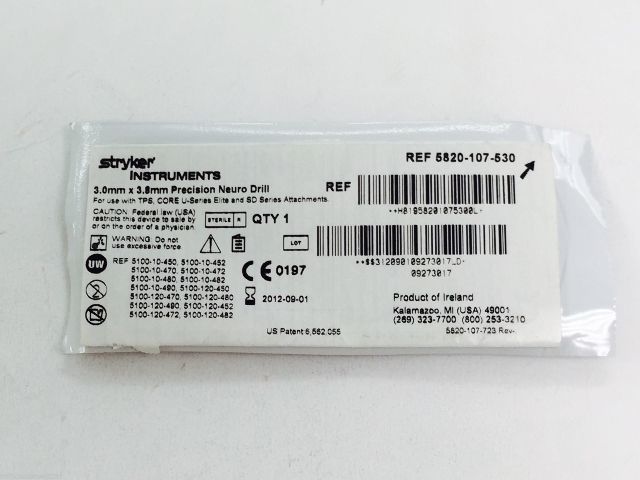 stryker
INSTRUMENTS
REF 5820-107-530
3.0mm x 3.8mm Precision Neuro Drill
For use with TPS, CORE U-Series Elite and SD Series Attachments.
REF
**H81958201075300L*
CAUTION: Federal law (USA)
restricts this device to sale by
or on the order of a physician.
STERILE R
QTY 1
WARNING: Do not
use excessive force.
LOT
**$$312090109273017_D*
09273017
UW
REF 5100-10-450, 5100-10-452
5100-10-470, 5100-10-472
5100-10-480, 5100-10-482
5100-10-490, 5100-120-450
5100-120-470, 5100-120-480
5100-120-490, 5100-120-452
5100-120-472, 5100-120-482
CE 0197
2012-09-01
Product of Ireland
Kalamazoo, MI (USA) 49001
(269) 323-7700 (800) 253-3210
US Patent 6,562,055
5820-107-723 Rev-